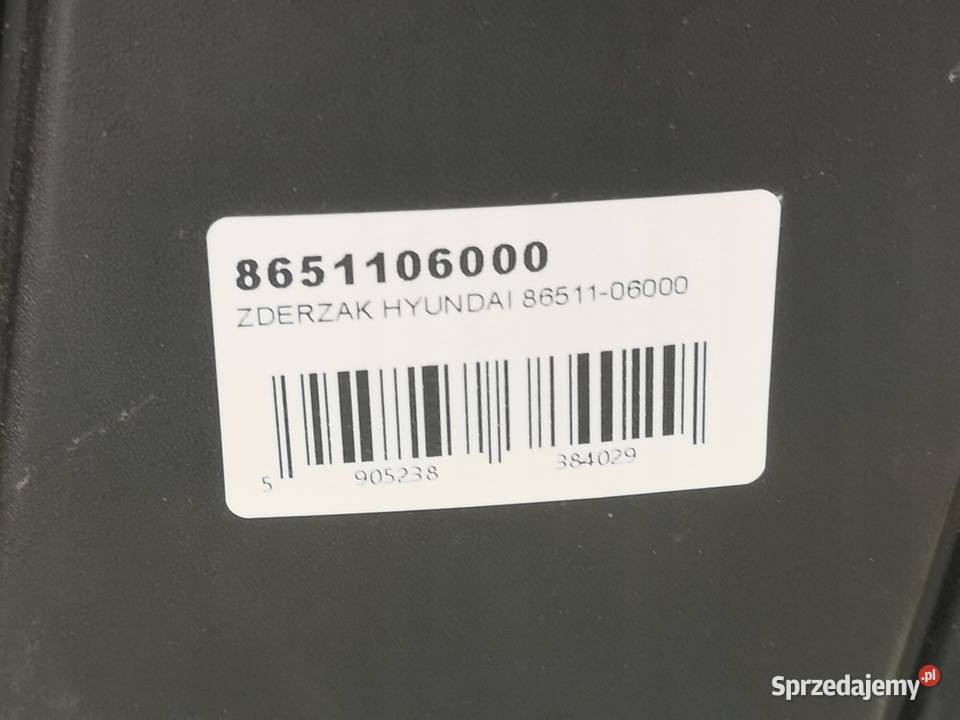 8651106000
ZDERZAK HYUNDAI 86511-06000
5 905238 384029
Sprzedajemy.pl